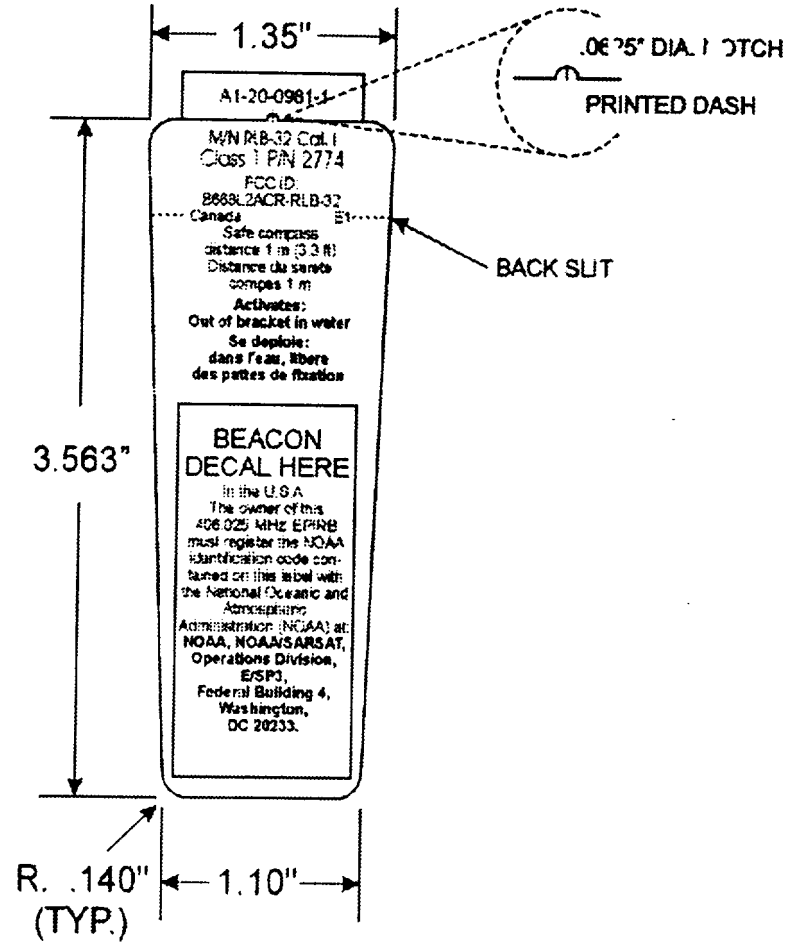 1.35"
.0625" DIA. NOTCH
PRINTED DASH
A1-20-0981-1
M/N RLB-32 Cat. I
Class 1 P/N 2774
FCC ID:
B66BL2ACR-RLB-32
Canada E1
Safe compass
distance 1 m (3.3 ft)
Distance du sarete
compas 1 m
Activates:
Out of bracket in water
Se deploie:
dans l'eau, libere
des pattes de fixation
BACK SLIT
3.563"
BEACON
DECAL HERE
In the U.S.A
The owner of this
406.025 MHz EPIRB
must register the NOAA
identification code con-
tained on this label with
the National Oceanic and
Atmospheric
Administration (NOAA) at:
NOAA, NOAA/SARSAT,
Operations Division,
E/SP3,
Federal Building 4,
Washington,
DC 20233.
R. .140"
(TYP.)
1.10"